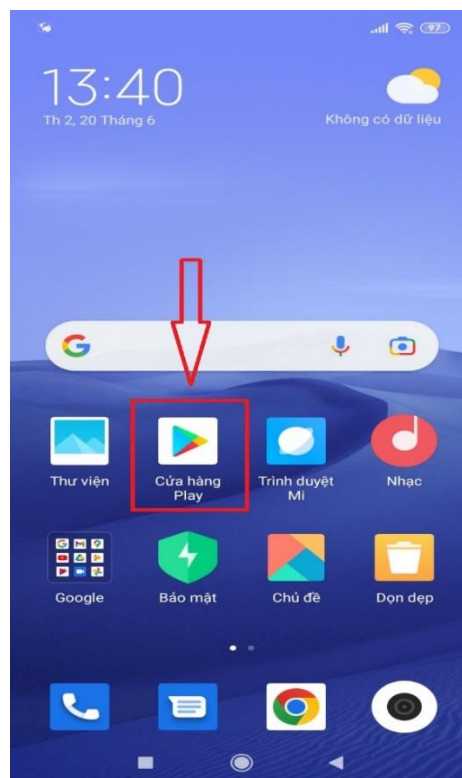 97
13:40
Th 2, 20 Tháng 6
Không có dữ liệu
G
Thư viện
Cửa hàng
Play
Trình duyệt
Mi
Nhạc
Google
Bảo mật
Chủ đề
Dọn dẹp